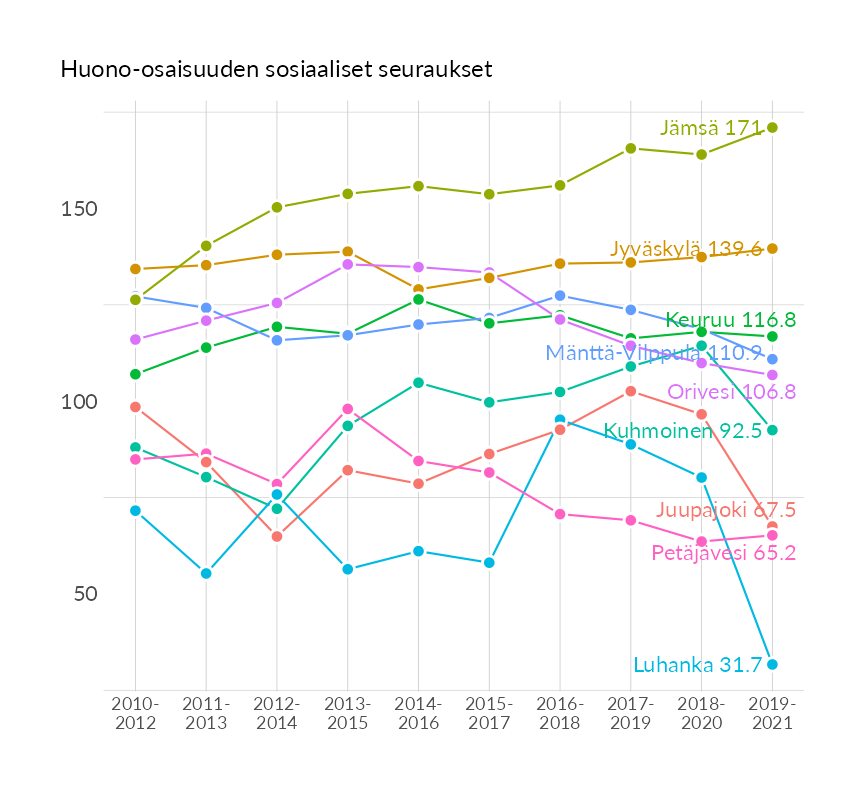 Huono-osaisuuden sosiaaliset seuraukset
Jämsä 171
150
Jyväskylä 139.6
Keuruu 116.8
Mänttä-Vilppula 110.9
Orivesi 106.8
100
Kuhmoinen 92.5
Juupajoki 67.5
Petäjävesi 65.2
50
Luhanka 31.7
2010- 2011- 2012- 2013- 2014- 2015- 2016- 2017- 2018- 2019-
2012 2013 2014 2015 2016 2017 2018 2019 2020 2021